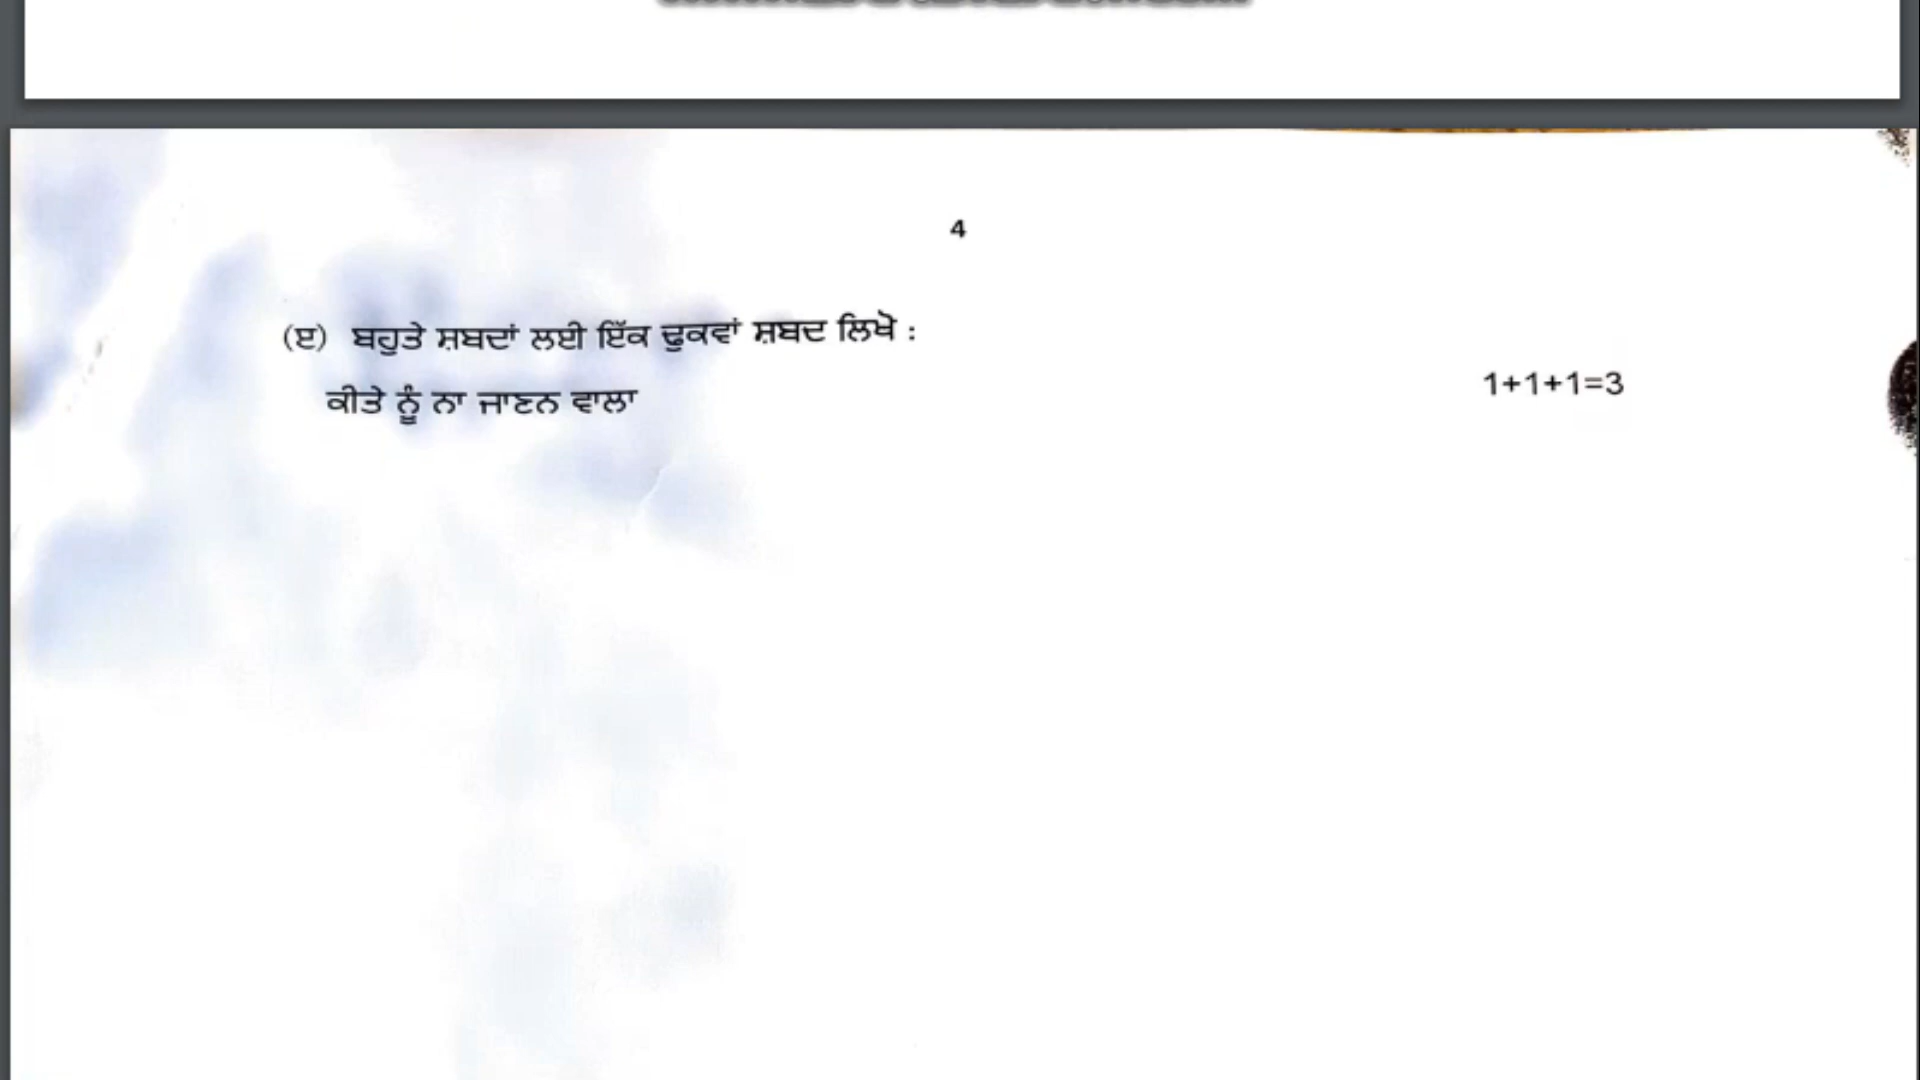 4
(ੲ) ਬਹੁਤੇ ਸ਼ਬਦਾਂ ਲਈ ਇੱਕ ਢੁਕਵਾਂ ਸ਼ਬਦ ਲਿਖੋ :
1+1+1=3
ਕੀਤੇ ਨੂੰ ਨਾ ਜਾਣਨ ਵਾਲਾ